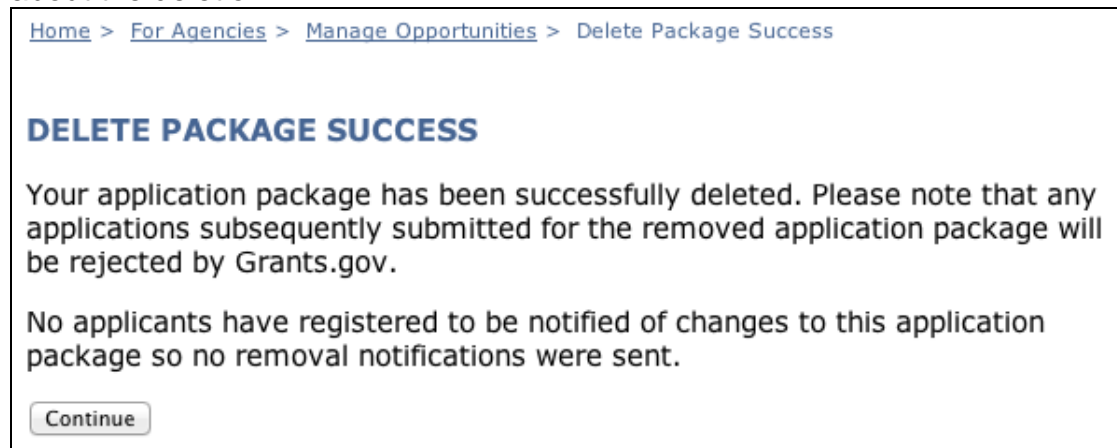 Home > For Agencies > Manage Opportunities > Delete Package Success
DELETE PACKAGE SUCCESS
Your application package has been successfully deleted. Please note that any
applications subsequently submitted for the removed application package will
be rejected by Grants.gov.
No applicants have registered to be notified of changes to this application
package so no removal notifications were sent.
Continue